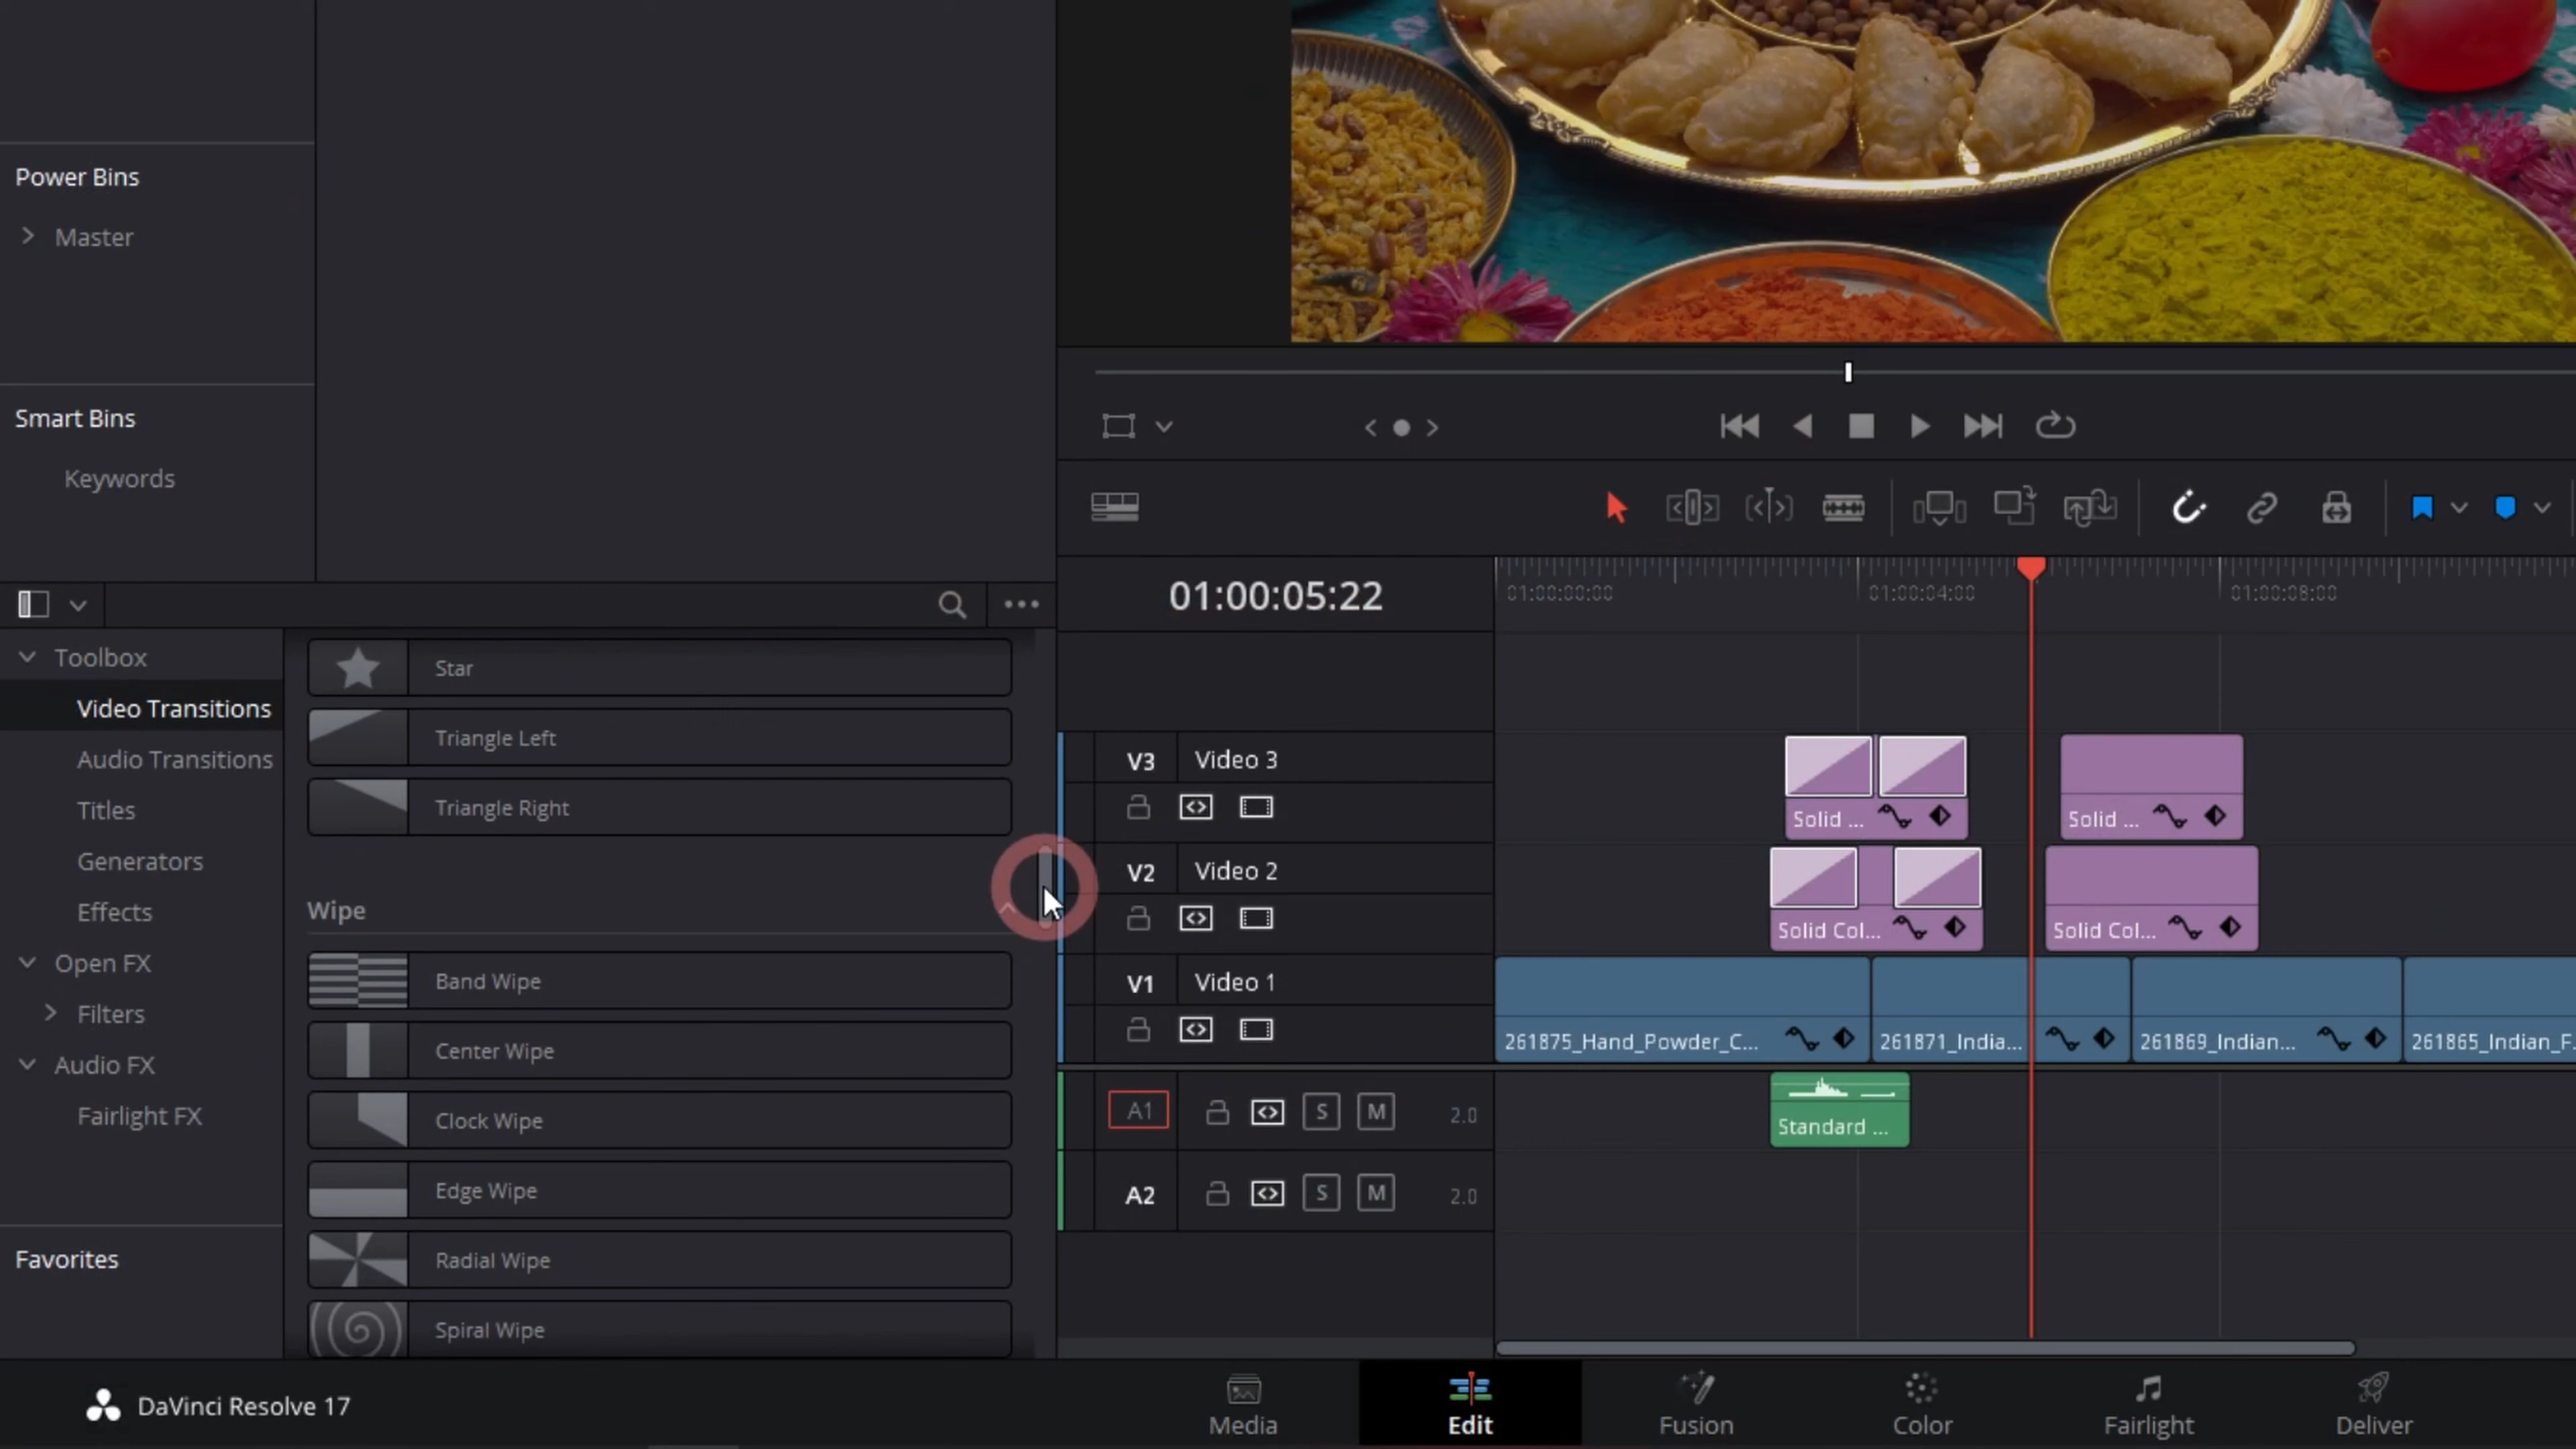 Power Bins
Master
Smart Bins
Keywords
01:00:05:22
01:00:00:00
01:00:04:00
01:00:08:00
Toolbox
Video Transitions
Audio Transitions
Titles
Generators
Effects
Open FX
Filters
Audio FX
Fairlight FX
Favorites
Star
Triangle Left
Triangle Right
Wipe
Band Wipe
Center Wipe
Clock Wipe
Edge Wipe
Radial Wipe
Spiral Wipe
V3 Video 3
Solid ...
Solid ...
V2 Video 2
Solid Col...
Solid Col...
V1 Video 1
261875_Hand_Powder_C...
261871_India...
261869_Indian...
261865_Indian_F.
A1 S M 2.0
Standard ...
A2 S M 2.0
DaVinci Resolve 17
Media
Edit
Fusion
Color
Fairlight
Deliver